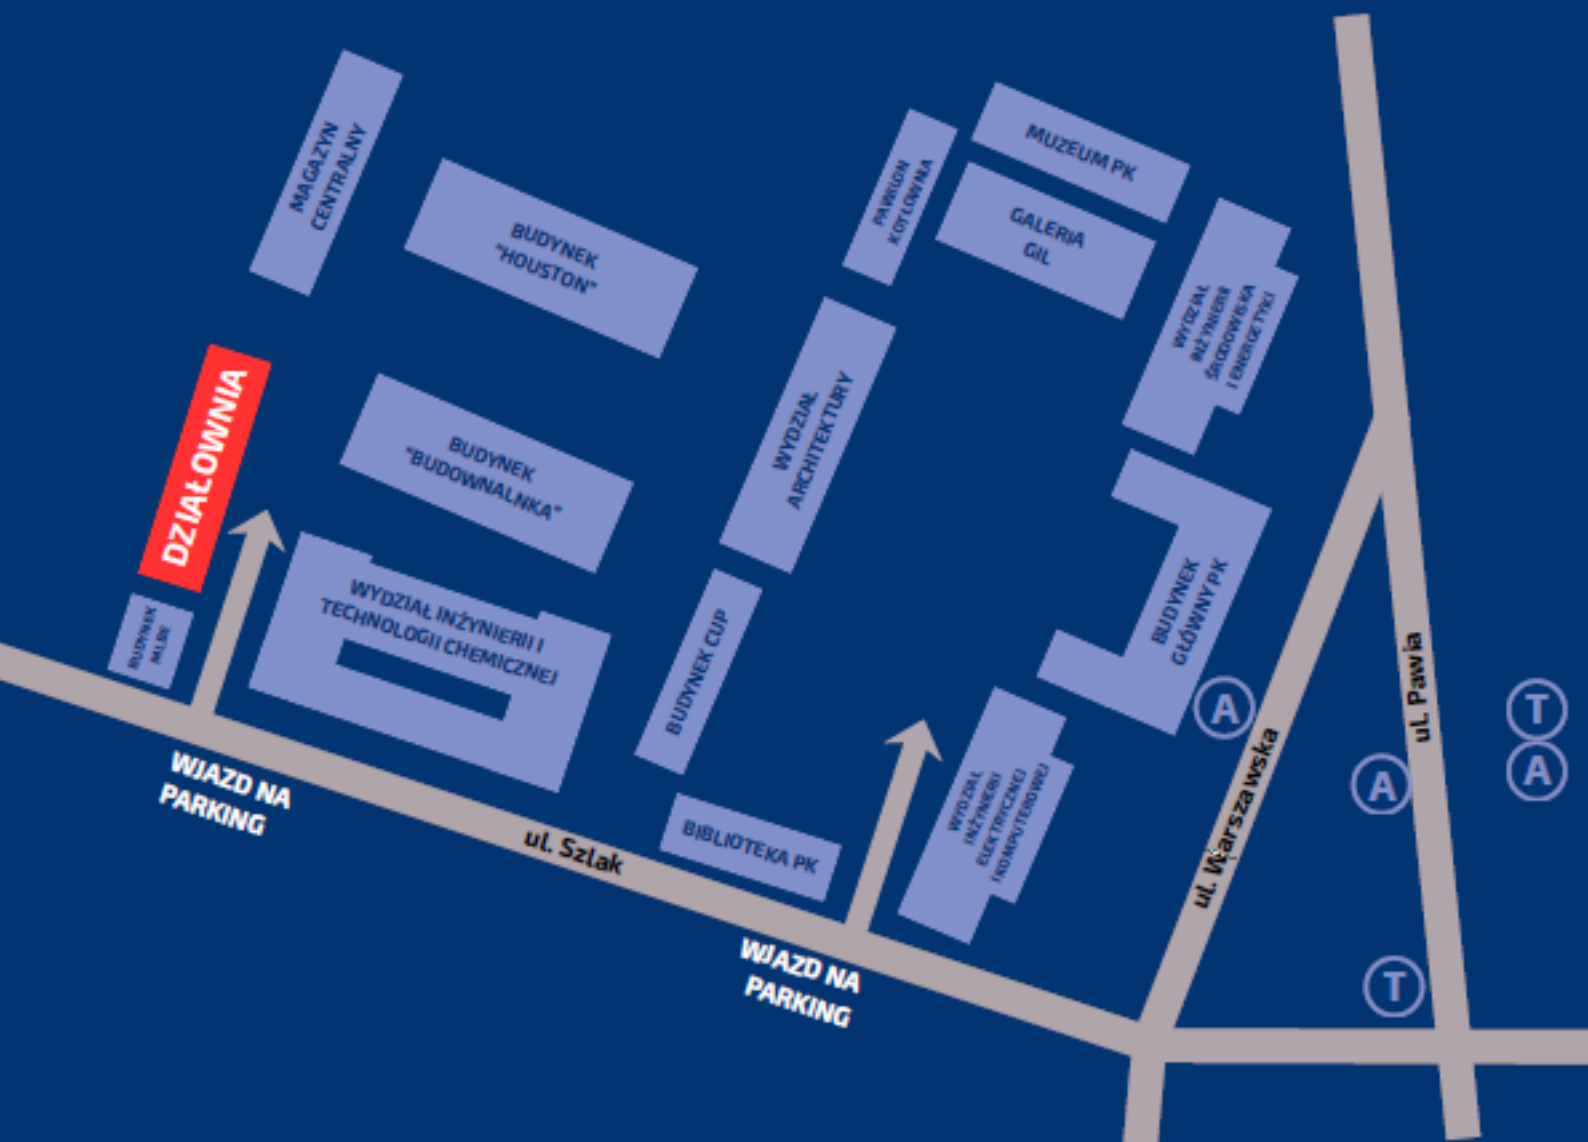 MAGAZYN
CENTRALNY
BUDYNEK
"HOUSTON"
PAWILON
KOTŁOWNIA
MUZEUM PK
GALERIA
GIL
WYDZIAŁ
INŻYNIERII
ŚRODOWISKA
I ENERGETYKI
DZIAŁOWNIA
BUDYNEK
"BUDOWNALNKA"
WYDZIAŁ
ARCHITEKTURY
BUDYNEK
GŁÓWNY PK
BUDYNEK
MLBE
WYDZIAŁ INŻYNIERII I
TECHNOLOGII CHEMICZNEJ
BUDYNEK CUP
WYDZIAŁ
INŻYNIERII
ELEKTRYCZNEJ
I KOMPUTEROWEJ
BIBLIOTEKA PK
WJAZD NA
PARKING
ul. Szlak
WJAZD NA
PARKING
ul. Warszawska
ul. Pawia
A
A
T
A
T